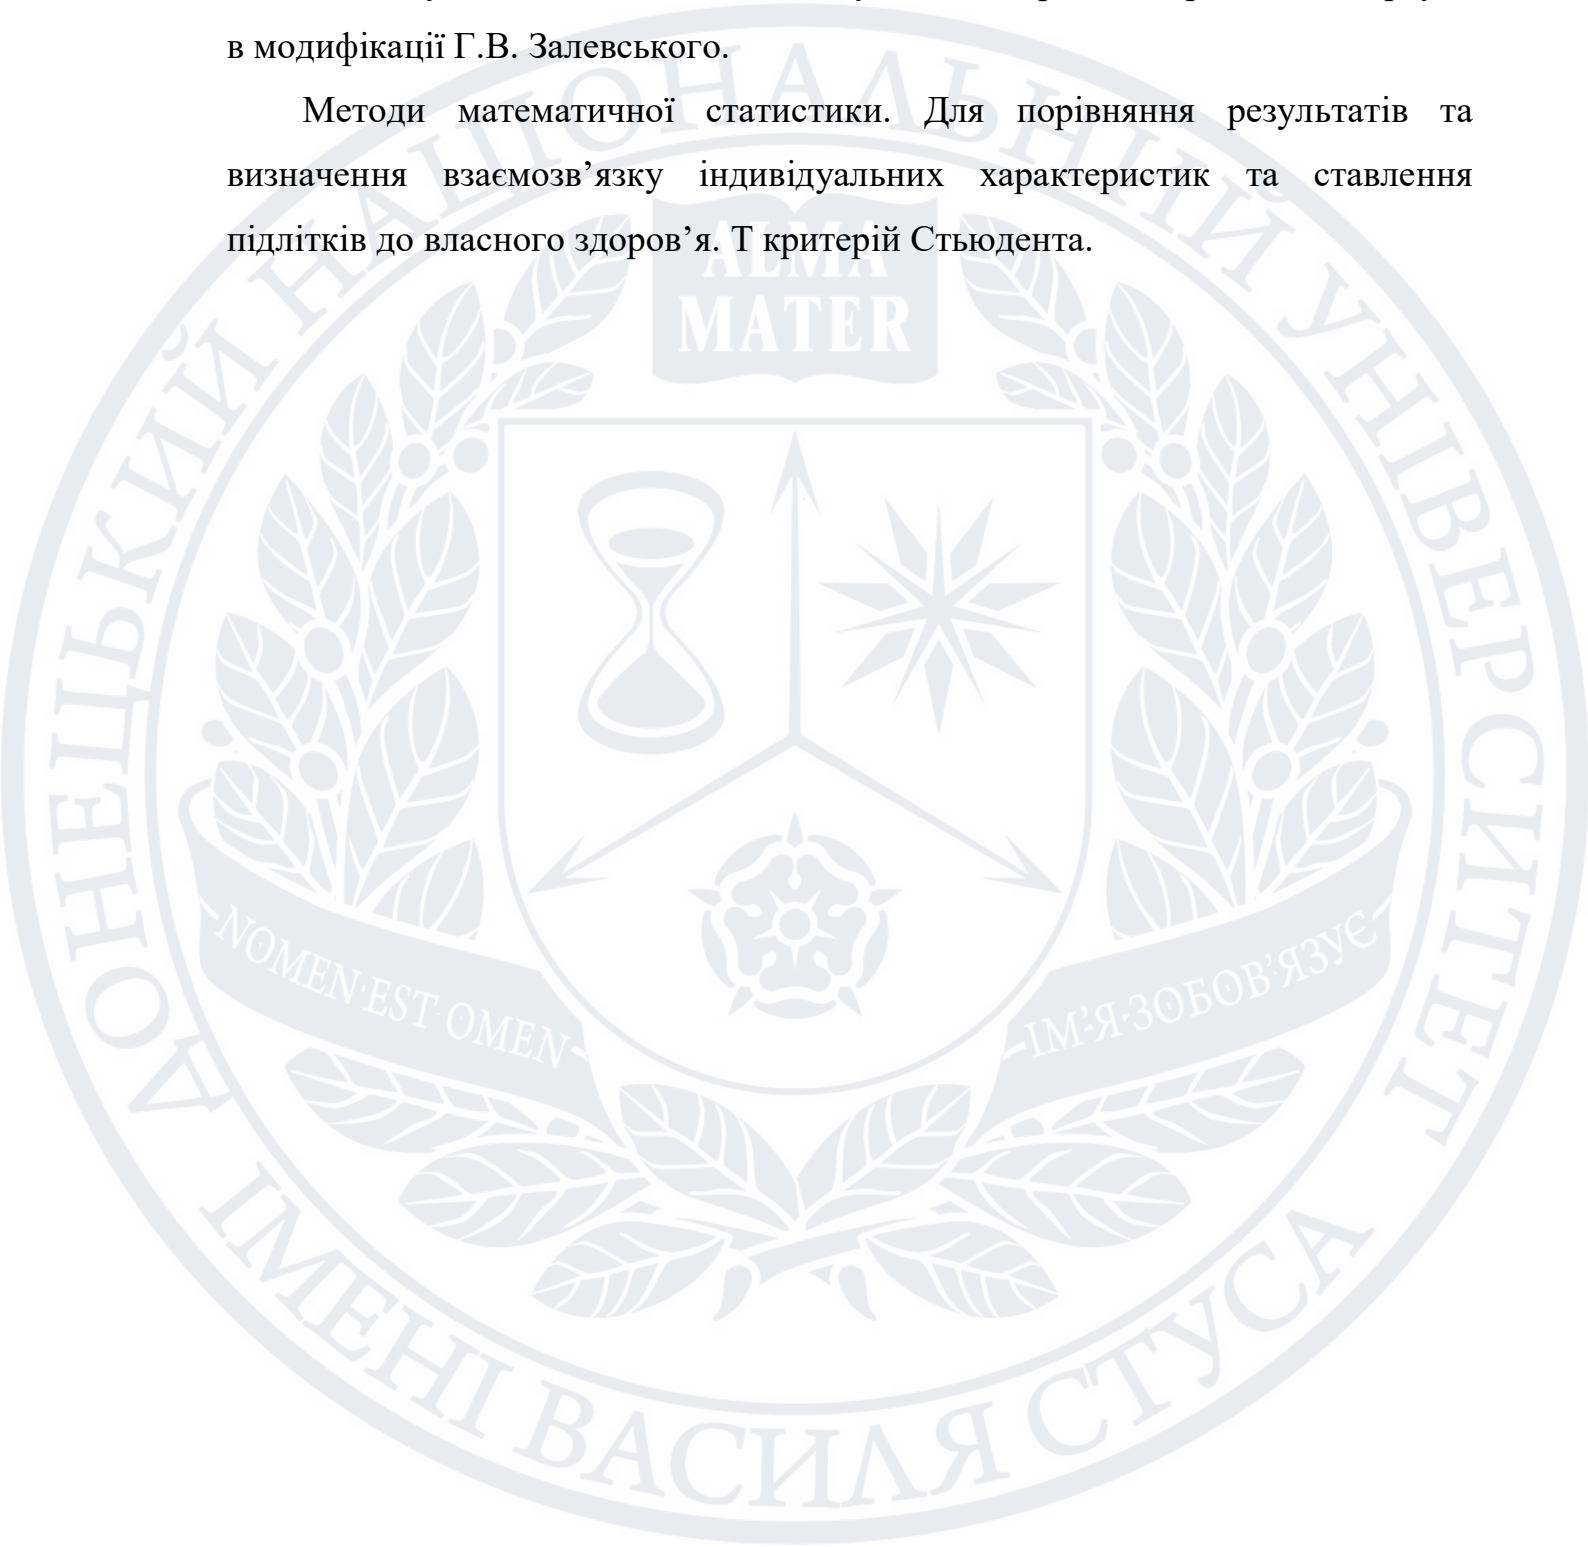 в модифікації Г.В. Залевського.
Методи математичної статистики. Для порівняння результатів та
визначення взаємозв’язку індивідуальних характеристик та ставлення
підлітків до власного здоров’я. Т критерій Стьюдента.
ALMA
MATER
ДОНЕЦЬКИЙ НАЦІОНАЛЬНИЙ УНІВЕРСИТЕТ
NOMEN·EST·OMEN
ІМ’Я·ЗОБОВ’ЯЗУЄ
ІМЕНІ ВАСИЛЯ СТУСА